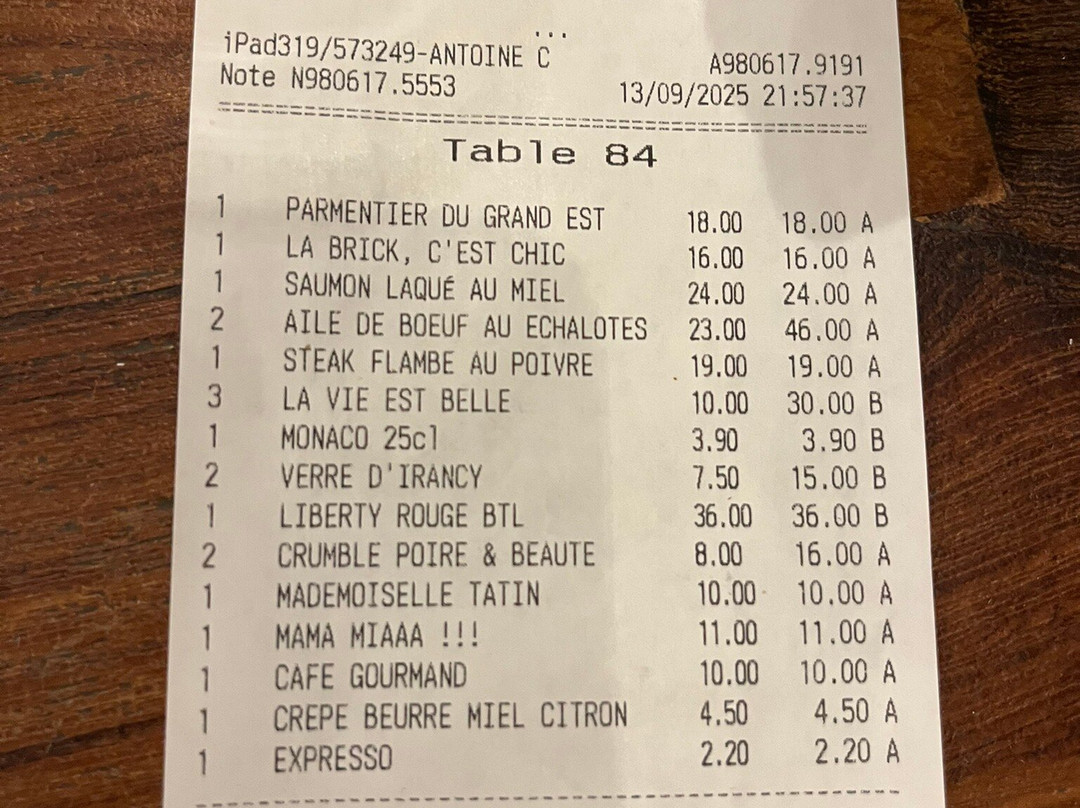 ...
iPad319/573249-ANTOINE C A980617.9191
Note N980617.5553 13/09/2025 21:57:37
Table 84
1 PARMENTIER DU GRAND EST 18.00 18.00 A
1 LA BRICK, C'EST CHIC 16.00 16.00 A
1 SAUMON LAQUÉ AU MIEL 24.00 24.00 A
2 AILE DE BOEUF AU ECHALOTES 23.00 46.00 A
1 STEAK FLAMBE AU POIVRE 19.00 19.00 A
3 LA VIE EST BELLE 10.00 30.00 B
1 MONACO 25cl 3.90 3.90 B
2 VERRE D'IRANCY 7.50 15.00 B
1 LIBERTY ROUGE BTL 36.00 36.00 B
2 CRUMBLE POIRE & BEAUTE 8.00 16.00 A
1 MADEMOISELLE TATIN 10.00 10.00 A
1 MAMA MIAAA !!! 11.00 11.00 A
1 CAFE GOURMAND 10.00 10.00 A
1 CREPE BEURRE MIEL CITRON 4.50 4.50 A
1 EXPRESSO 2.20 2.20 A